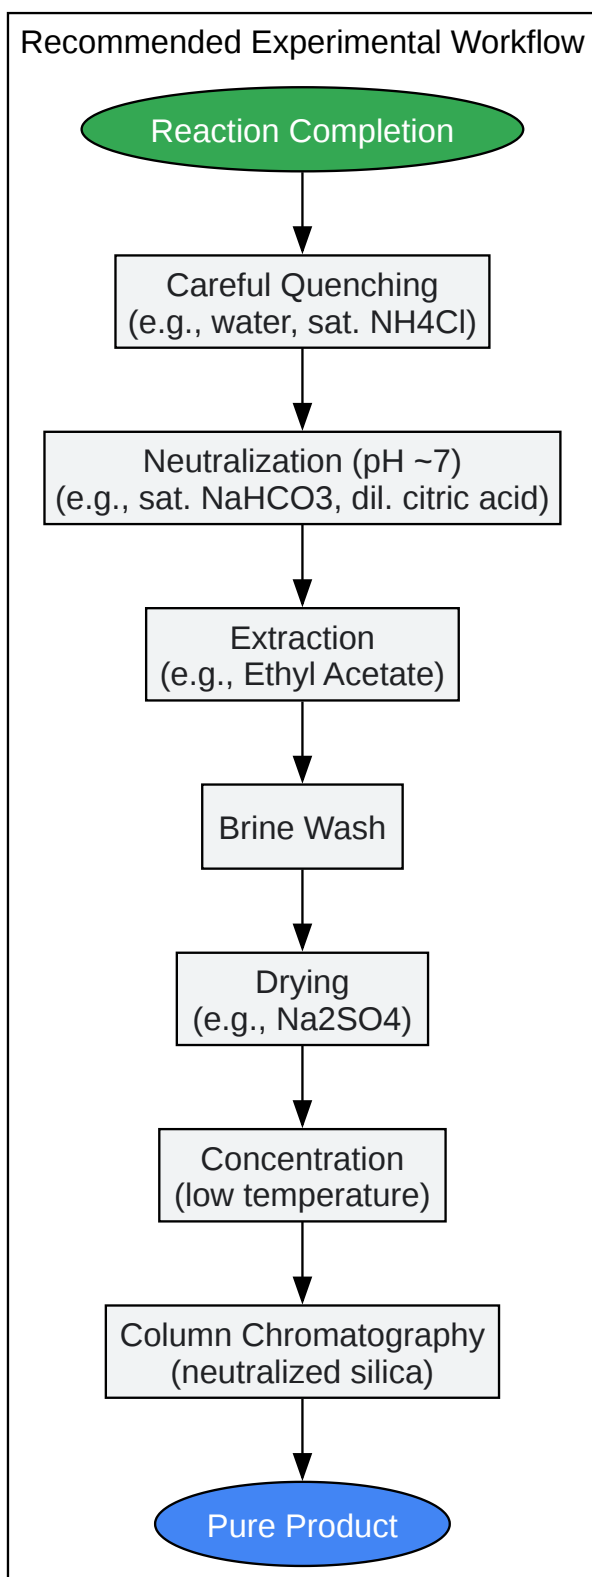 Recommended Experimental Workflow
Reaction Completion
Careful Quenching
(e.g., water, sat. NH4Cl)
Neutralization (pH ~7)
(e.g., sat. NaHCO3, dil. citric acid)
Extraction
(e.g., Ethyl Acetate)
Brine Wash
Drying
(e.g., Na2SO4)
Concentration
(low temperature)
Column Chromatography
(neutralized silica)
Pure Product